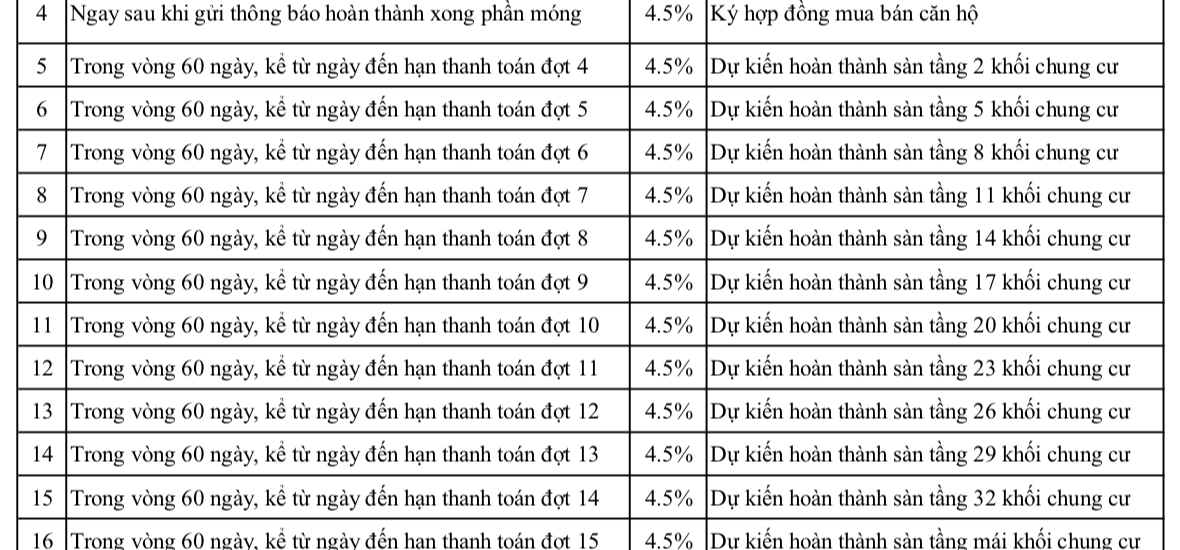 4 Ngay sau khi gửi thông báo hoàn thành xong phần móng 4.5% Ký hợp đồng mua bán căn hộ
5 Trong vòng 60 ngày, kể từ ngày đến hạn thanh toán đợt 4 4.5% Dự kiến hoàn thành sàn tầng 2 khối chung cư
6 Trong vòng 60 ngày, kể từ ngày đến hạn thanh toán đợt 5 4.5% Dự kiến hoàn thành sàn tầng 5 khối chung cư
7 Trong vòng 60 ngày, kể từ ngày đến hạn thanh toán đợt 6 4.5% Dự kiến hoàn thành sàn tầng 8 khối chung cư
8 Trong vòng 60 ngày, kể từ ngày đến hạn thanh toán đợt 7 4.5% Dự kiến hoàn thành sàn tầng 11 khối chung cư
9 Trong vòng 60 ngày, kể từ ngày đến hạn thanh toán đợt 8 4.5% Dự kiến hoàn thành sàn tầng 14 khối chung cư
10 Trong vòng 60 ngày, kể từ ngày đến hạn thanh toán đợt 9 4.5% Dự kiến hoàn thành sàn tầng 17 khối chung cư
11 Trong vòng 60 ngày, kể từ ngày đến hạn thanh toán đợt 10 4.5% Dự kiến hoàn thành sàn tầng 20 khối chung cư
12 Trong vòng 60 ngày, kể từ ngày đến hạn thanh toán đợt 11 4.5% Dự kiến hoàn thành sàn tầng 23 khối chung cư
13 Trong vòng 60 ngày, kể từ ngày đến hạn thanh toán đợt 12 4.5% Dự kiến hoàn thành sàn tầng 26 khối chung cư
14 Trong vòng 60 ngày, kể từ ngày đến hạn thanh toán đợt 13 4.5% Dự kiến hoàn thành sàn tầng 29 khối chung cư
15 Trong vòng 60 ngày, kể từ ngày đến hạn thanh toán đợt 14 4.5% Dự kiến hoàn thành sàn tầng 32 khối chung cư
16 Trong vòng 60 ngày, kể từ ngày đến hạn thanh toán đợt 15 4.5% Dự kiến hoàn thành sàn tầng mái khối chung cư